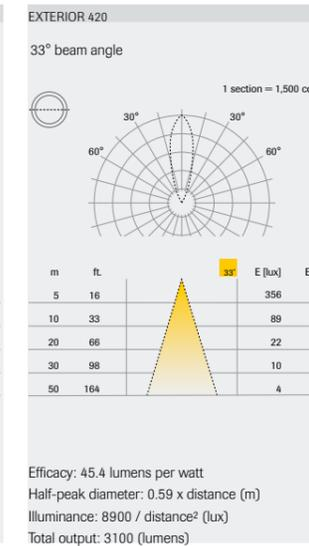 EXTERIOR 420
33° beam angle
1 section = 1,500
30° 30°
60° 60°
m ft. 33° E [lux]
5 16 356
10 33 89
20 66 22
30 98 10
50 164 4
Efficacy: 45.4 lumens per watt
Half-peak diameter: 0.59 x distance (m)
Illuminance: 8900 / distance² (lux)
Total output: 3100 (lumens)